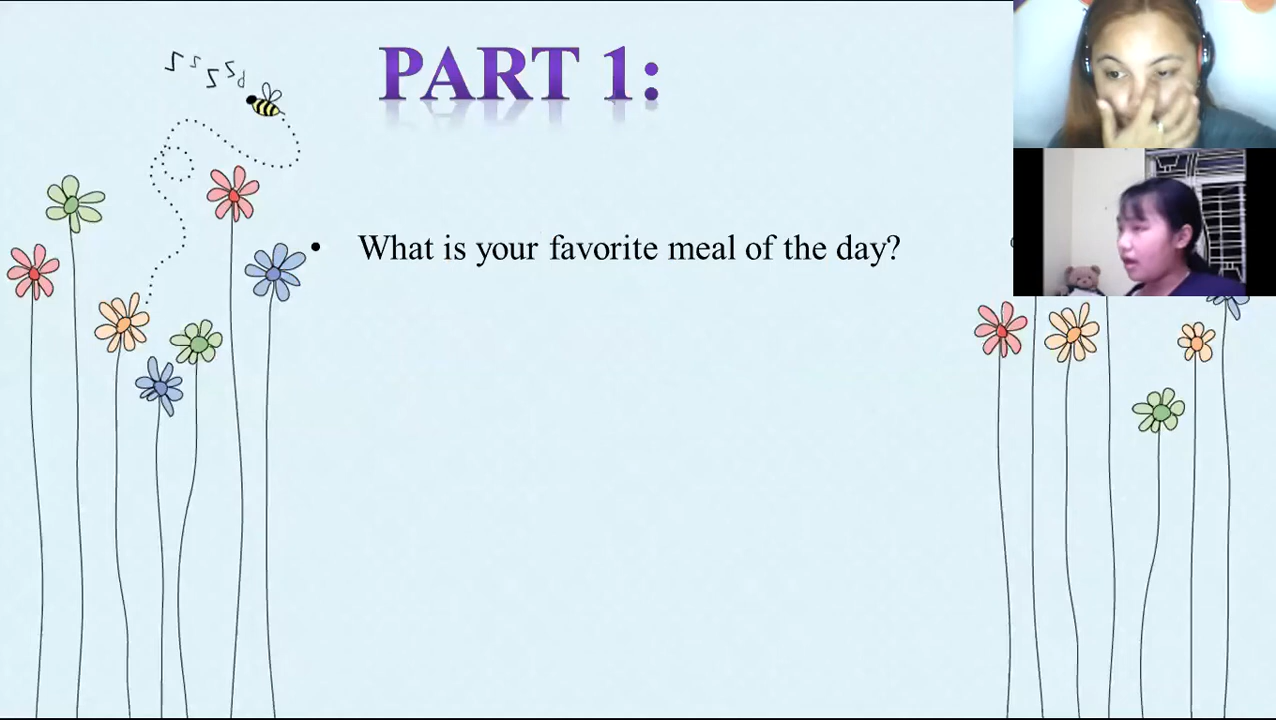 PART 1:
• What is your favorite meal of the day?